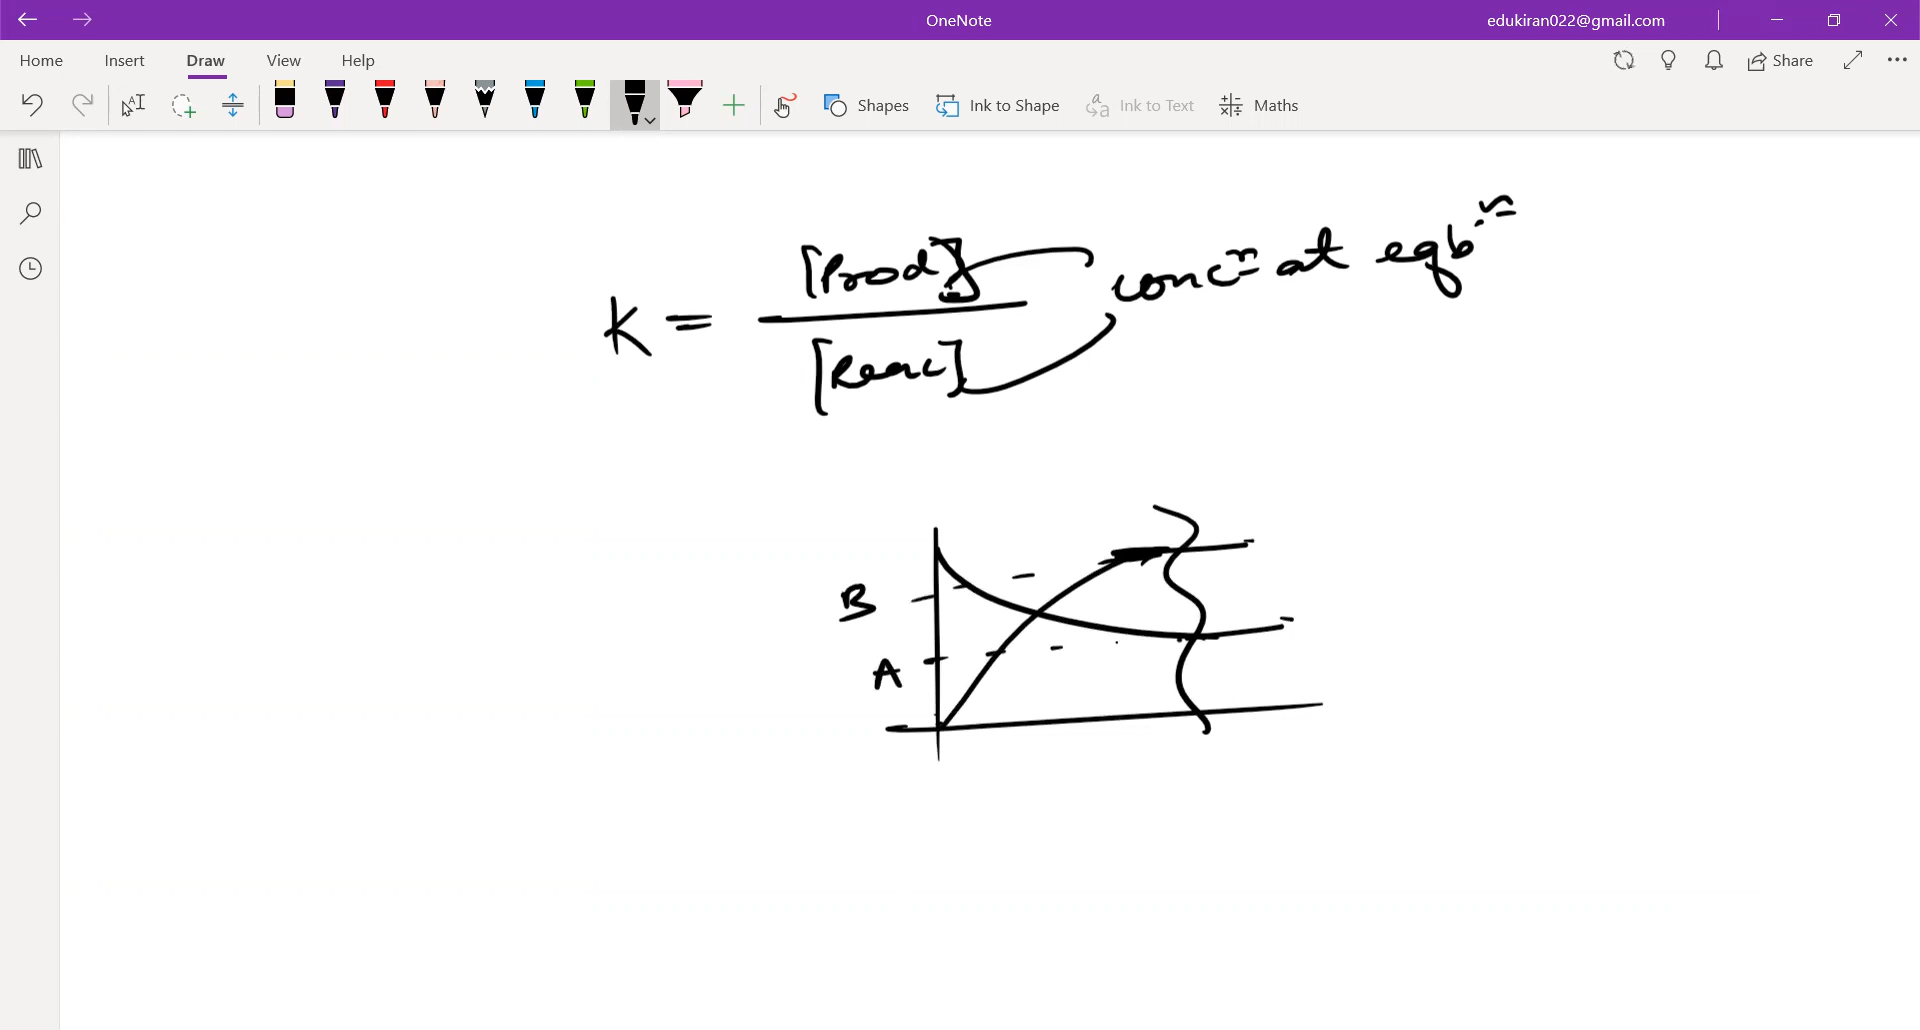 OneNote
edukiran022@gmail.com
Home Insert Draw View Help
Share
Shapes Ink to Shape Ink to Text Maths
K = [Prod] / [Reac]
concn at eqbm
B
A